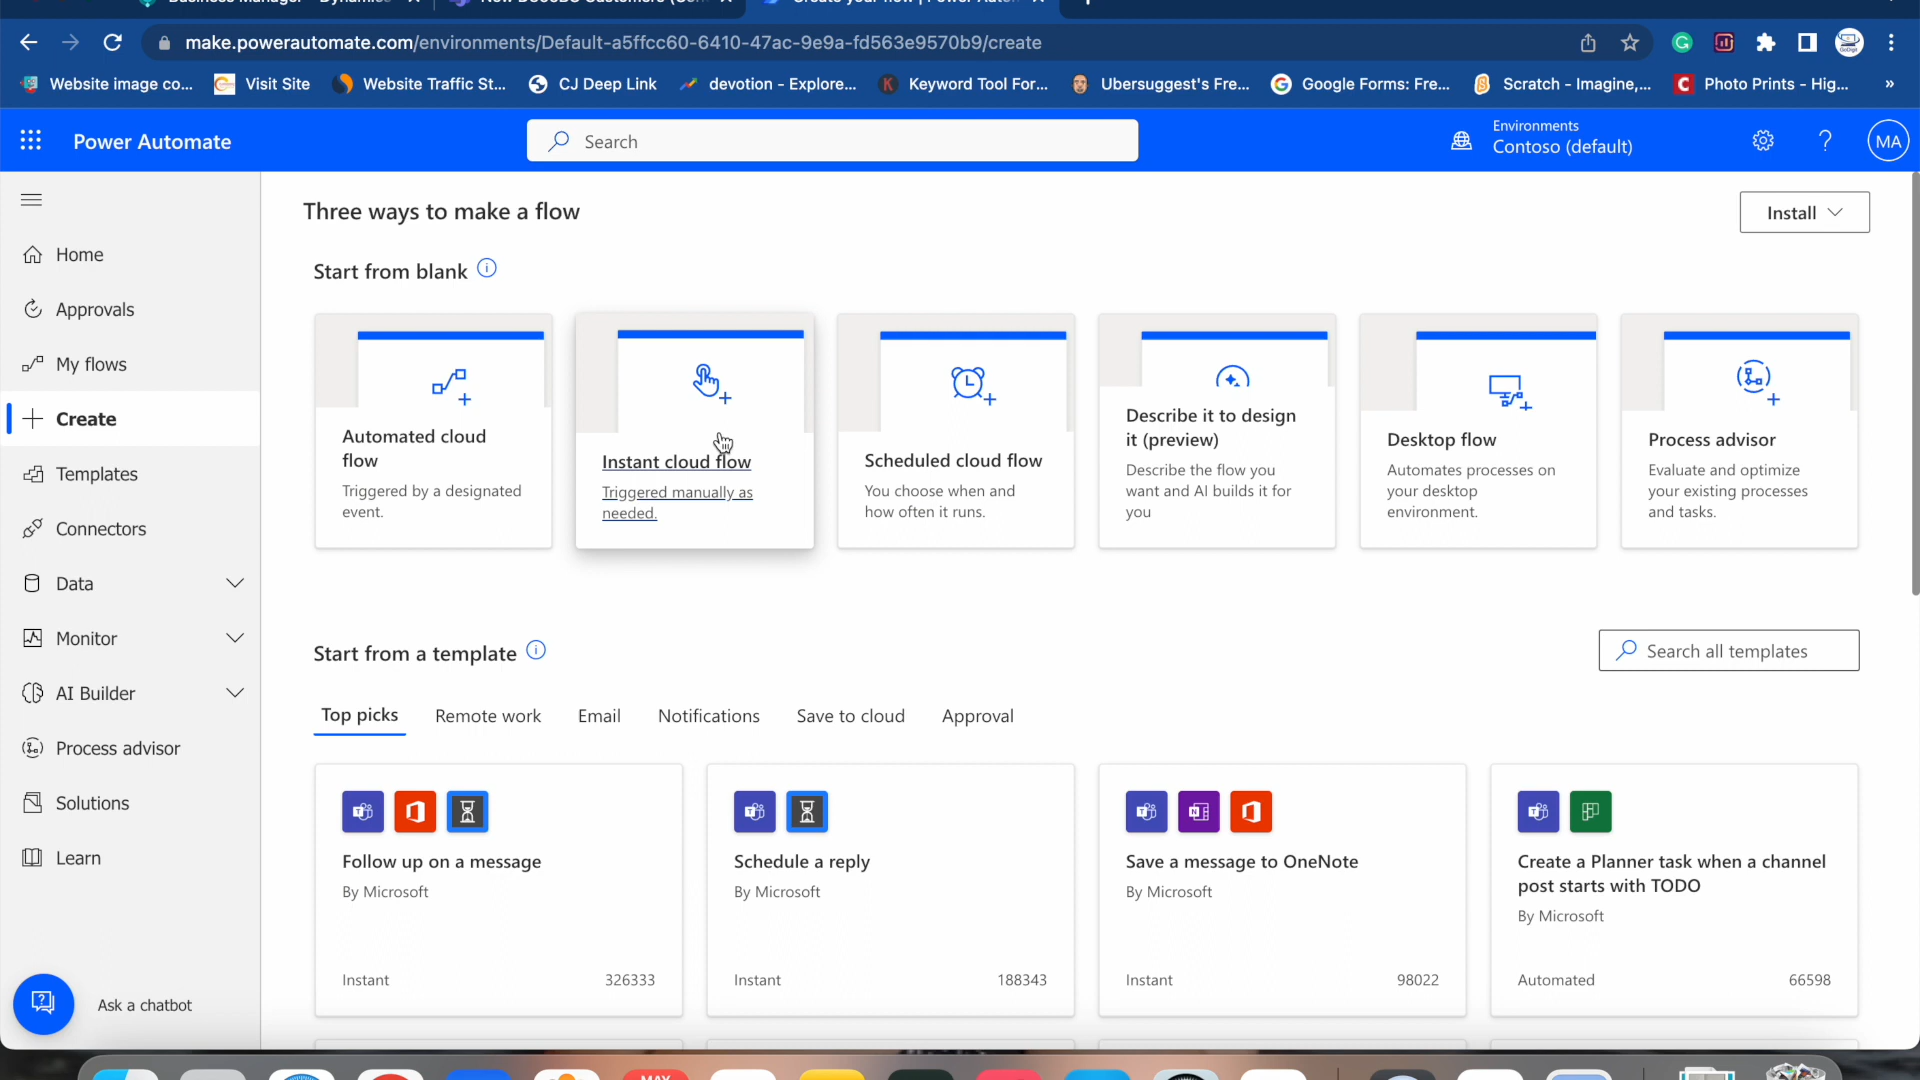 make.powerautomate.com/environments/Default-a5ffcc60-6410-47ac-9e9a-fd563e9570b9/create
Website image co...
Visit Site
Website Traffic St...
CJ Deep Link
devotion - Explore...
Keyword Tool For...
Ubersuggest's Fre...
Google Forms: Fre...
Scratch - Imagine,...
Photo Prints - Hig...
»
Power Automate
Search
Environments
Contoso (default)
MA
Home
Approvals
My flows
Create
Templates
Connectors
Data
Monitor
AI Builder
Process advisor
Solutions
Learn
Ask a chatbot
Three ways to make a flow
Install
Start from blank
Automated cloud
flow
Triggered by a designated
event.
Instant cloud flow
Triggered manually as
needed.
Scheduled cloud flow
You choose when and
how often it runs.
Describe it to design
it (preview)
Describe the flow you
want and AI builds it for
you
Desktop flow
Automates processes on
your desktop
environment.
Process advisor
Evaluate and optimize
your existing processes
and tasks.
Start from a template
Search all templates
Top picks
Remote work
Email
Notifications
Save to cloud
Approval
Follow up on a message
By Microsoft
Instant
326333
Schedule a reply
By Microsoft
Instant
188343
Save a message to OneNote
By Microsoft
Instant
98022
Create a Planner task when a channel
post starts with TODO
By Microsoft
Automated
66598